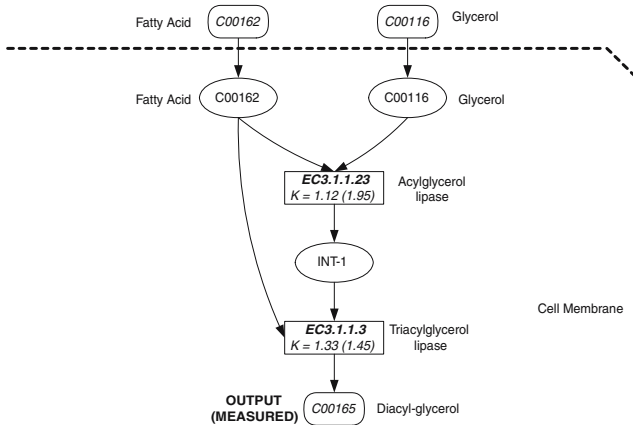 Fatty Acid
C00162
C00116
Glycerol
Fatty Acid
C00162
C00116
Glycerol
EC3.1.1.23
K = 1.12 (1.95)
Acylglycerol
lipase
INT-1
Cell Membrane
EC3.1.1.3
K = 1.33 (1.45)
Triacylglycerol
lipase
OUTPUT
(MEASURED)
C00165
Diacyl-glycerol